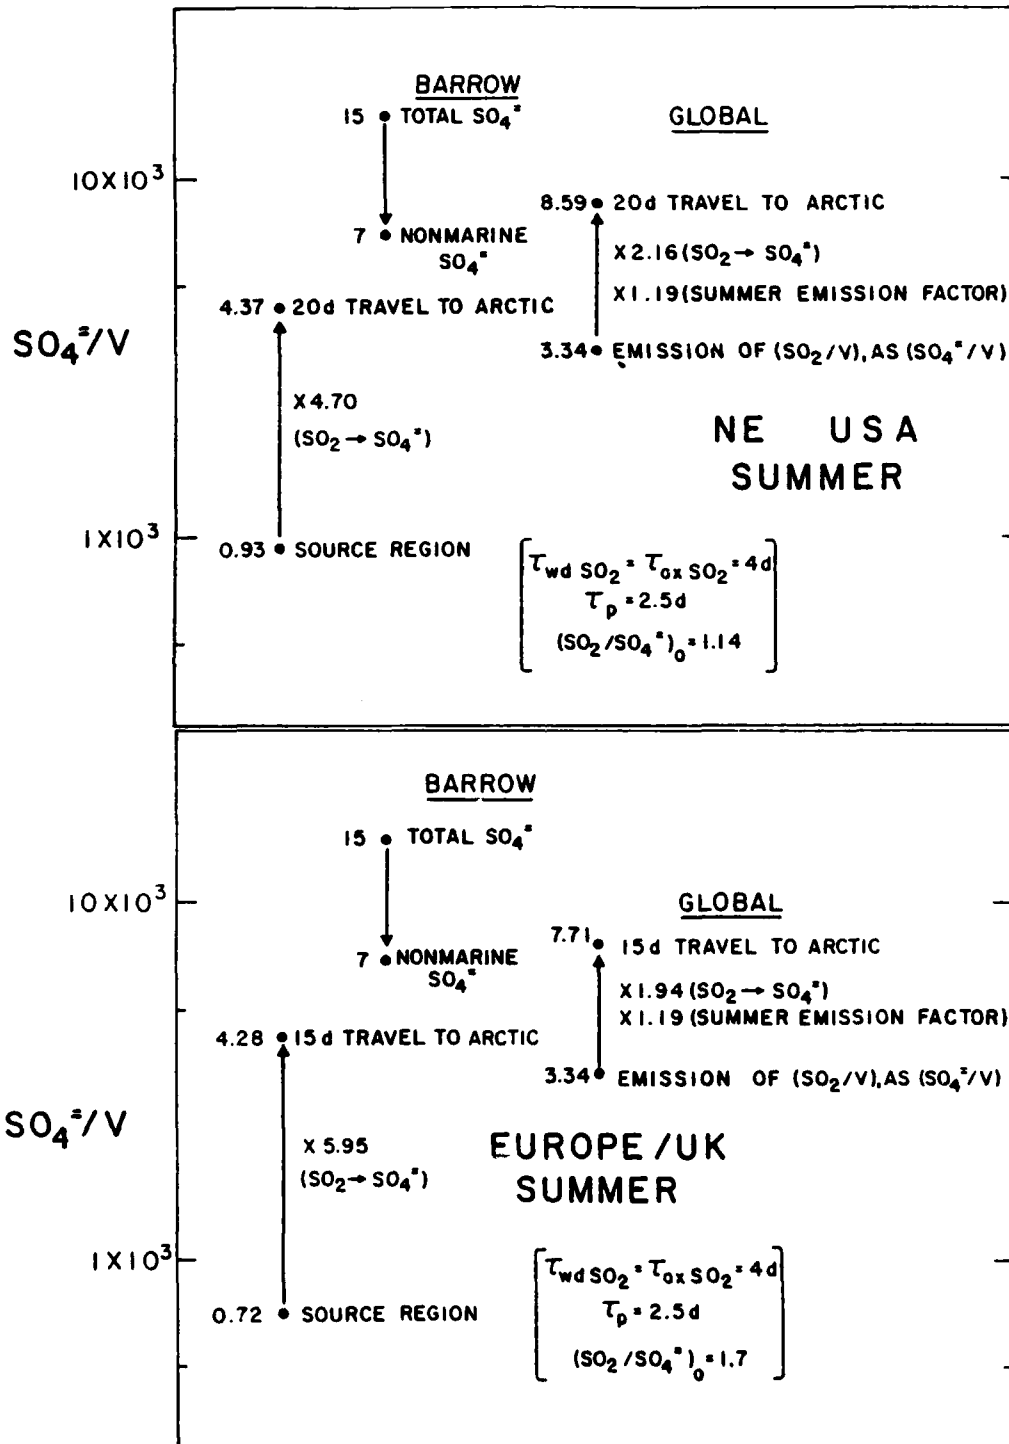 BARROW
15 TOTAL SO₄⁼
GLOBAL
10X10³
8.59 20d TRAVEL TO ARCTIC
7 NONMARINE
SO₄⁼
X2.16(SO₂→ SO₄⁼)
X1.19(SUMMER EMISSION FACTOR)
4.37 20d TRAVEL TO ARCTIC
SO₄⁼/V
3.34 EMISSION OF (SO₂/V), AS (SO₄⁼/V)
X4.70
(SO₂→ SO₄⁼)
NE USA
SUMMER
1X10³
0.93 SOURCE REGION
τwd SO₂ = τox SO₂ = 4d
τp = 2.5d
(SO₂/SO₄⁼)₀ = 1.14
BARROW
15 TOTAL SO₄⁼
10X10³
GLOBAL
7.71 15d TRAVEL TO ARCTIC
7 NONMARINE
SO₄⁼
X1.94(SO₂→ SO₄⁼)
X1.19(SUMMER EMISSION FACTOR)
4.28 15d TRAVEL TO ARCTIC
3.34 EMISSION OF (SO₂/V), AS (SO₄⁼/V)
SO₄⁼/V
X 5.95
(SO₂→ SO₄⁼)
EUROPE/UK
SUMMER
1X10³
0.72 SOURCE REGION
τwd SO₂ = τox SO₂ = 4d
τp = 2.5d
(SO₂/SO₄⁼)₀ = 1.7